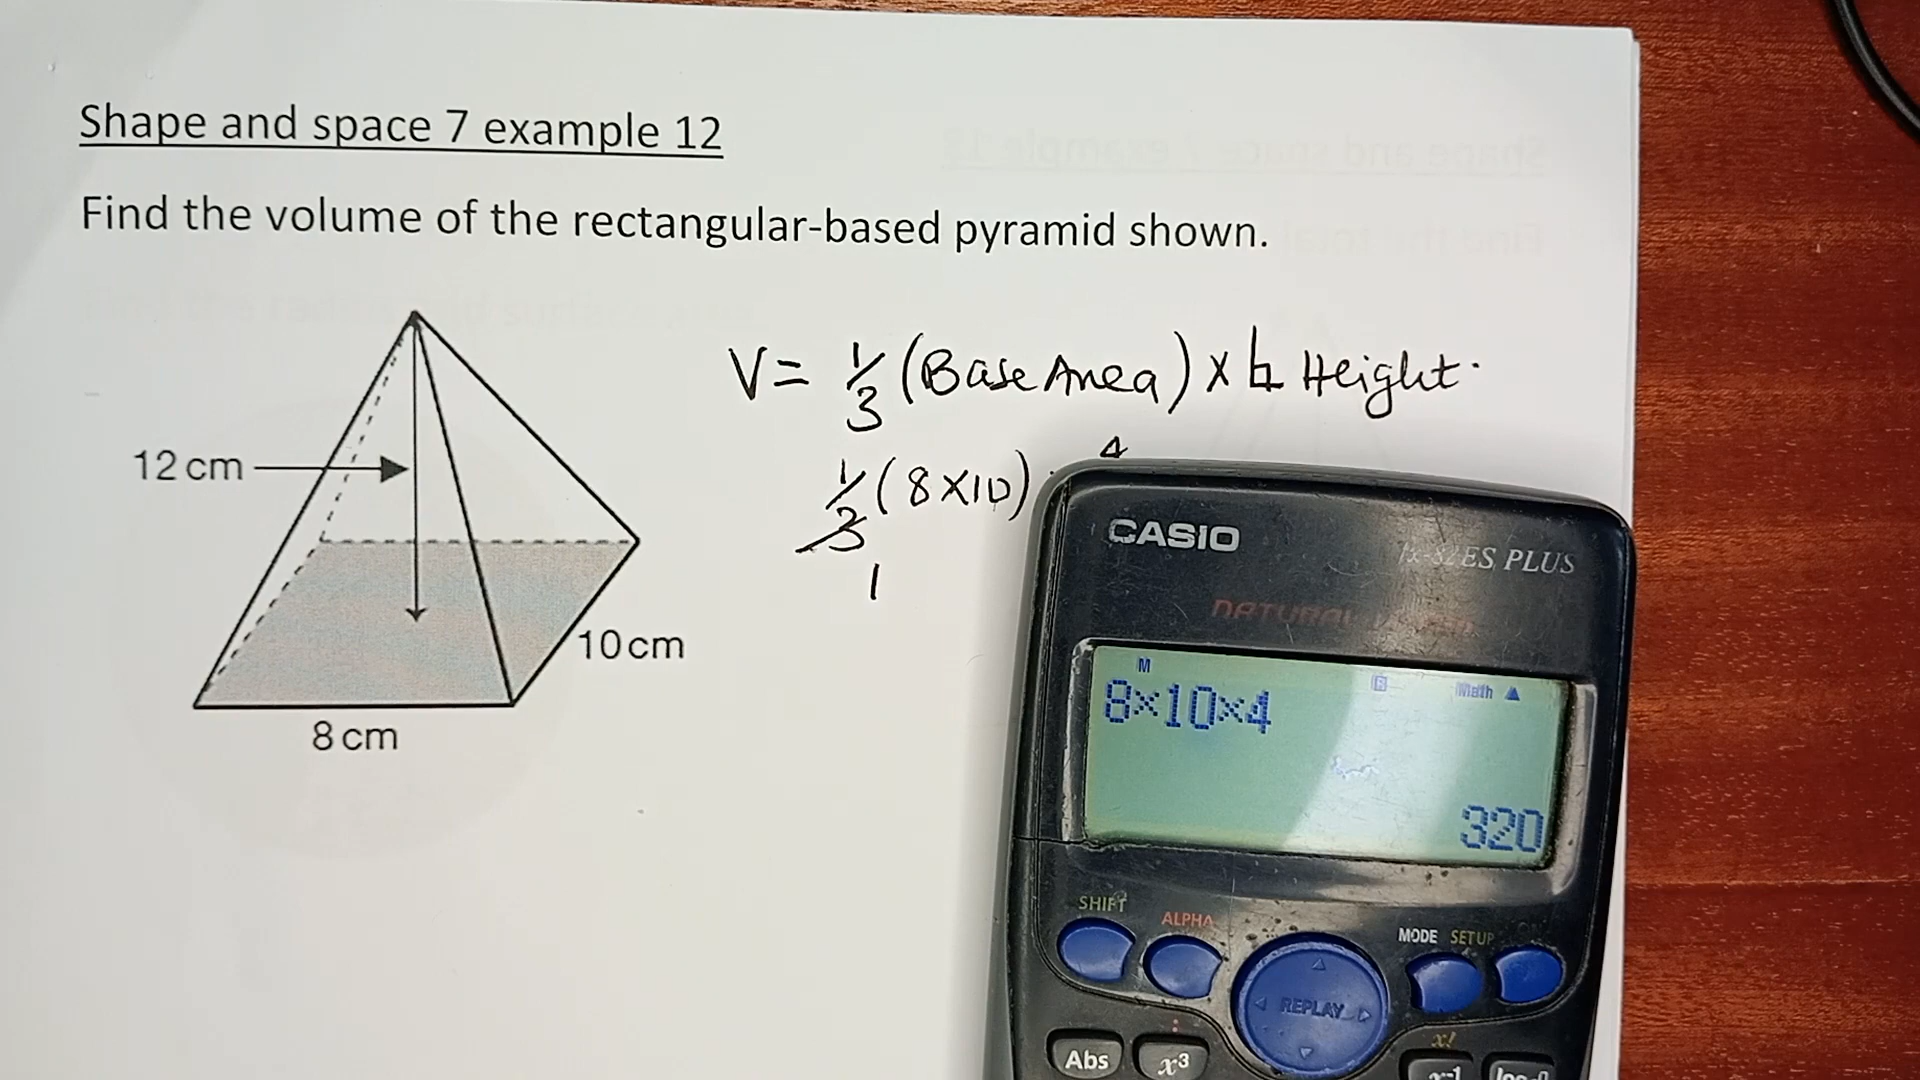 Shape and space 7 example 12
Find the volume of the rectangular-based pyramid shown.
V = 1/3 (Base Area) × ⊥ Height.
12 cm
1/3 (8 × 10)
4
1
10 cm
8 cm
CASIO
fx-82ES PLUS
M
Math ▲
8×10×4
320
SHIFT
ALPHA
MODE SETUP
REPLAY
Abs
x³
x!